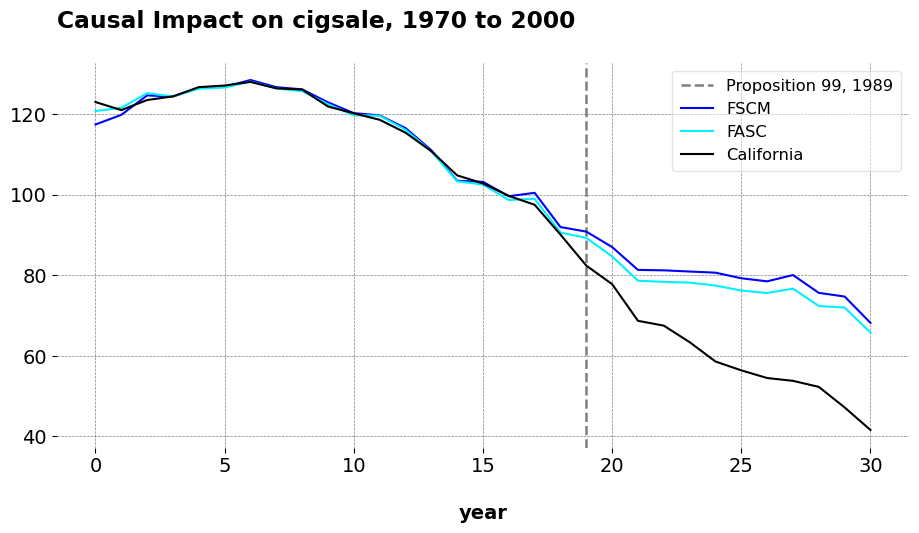 Causal Impact on cigsale, 1970 to 2000
Proposition 99, 1989
FSCM
FASC
California
120
100
80
60
40
0 5 10 15 20 25 30
year